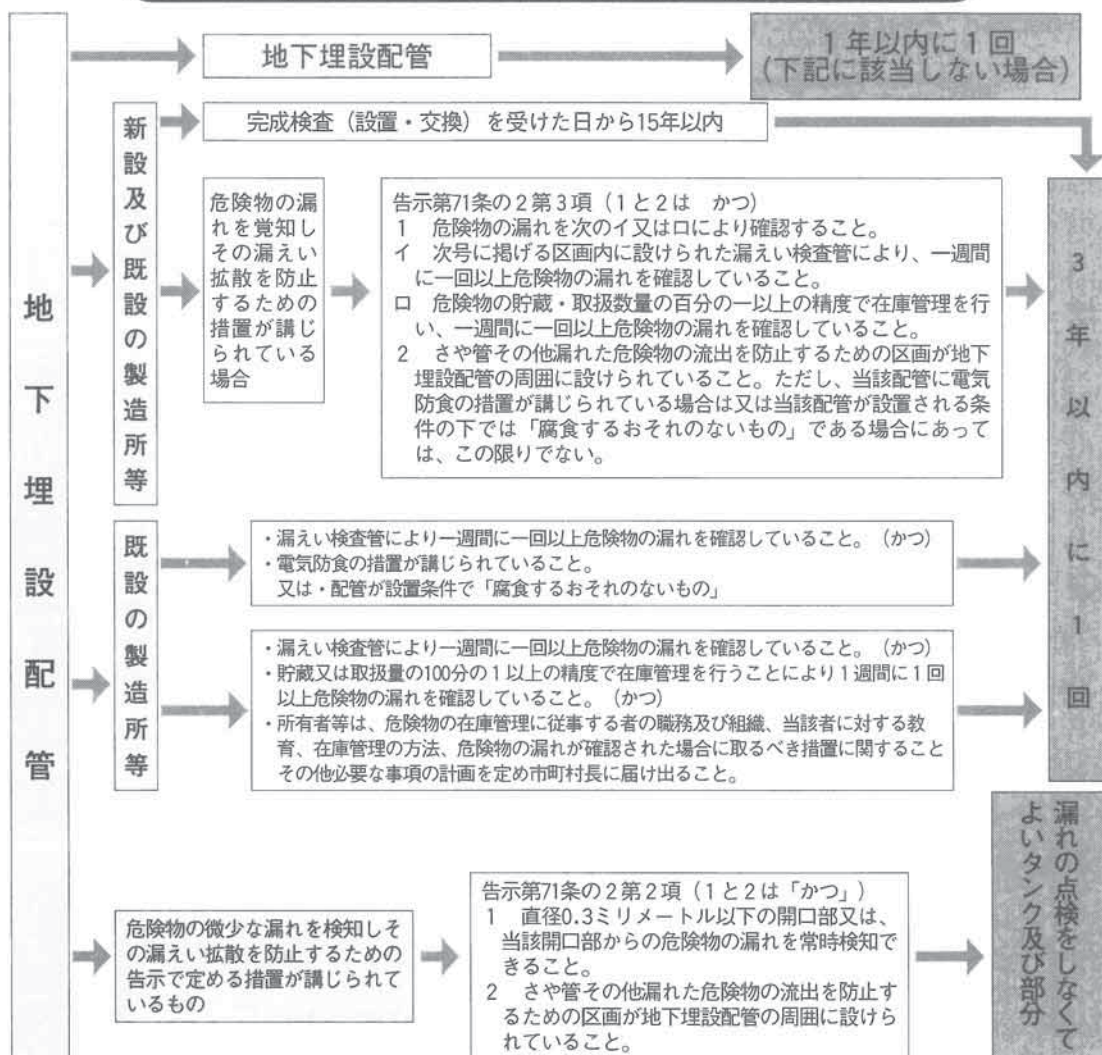 地下埋設配管
地下埋設配管
1年以内に1回
(下記に該当しない場合)
新設及び既設の製造所等
完成検査（設置・交換）を受けた日から15年以内
危険物の漏
れを覚知し
その漏えい
拡散を防止
するための
措置が講じ
られている
場合
告示第71条の2第3項（1と2は　かつ）
1　危険物の漏れを次のイ又はロにより確認すること。
イ　次号に掲げる区画内に設けられた漏えい検査管により、一週間
に一回以上危険物の漏れを確認していること。
ロ　危険物の貯蔵・取扱数量の百分の一以上の精度で在庫管理を行
い、一週間に一回以上危険物の漏れを確認していること。
2　さや管その他漏れた危険物の流出を防止するための区画が地下
埋設配管の周囲に設けられていること。ただし、当該配管に電気
防食の措置が講じられている場合は又は当該配管が設置される条
件の下では「腐食するおそれのないもの」である場合にあって
は、この限りでない。
3年以内に1回
既設の製造所等
・漏えい検査管により一週間に一回以上危険物の漏れを確認していること。（かつ）
・電気防食の措置が講じられていること。
又は・配管が設置条件で「腐食するおそれのないもの」
・漏えい検査管により一週間に一回以上危険物の漏れを確認していること。（かつ）
・貯蔵又は取扱量の100分の1以上の精度で在庫管理を行うことにより1週間に1回
以上危険物の漏れを確認していること。（かつ）
・所有者等は、危険物の在庫管理に従事する者の職務及び組織、当該者に対する教
育、在庫管理の方法、危険物の漏れが確認された場合に取るべき措置に関すること
その他必要な事項の計画を定め市町村長に届け出ること。
危険物の微少な漏れを検知しそ
の漏えい拡散を防止するための
告示で定める措置が講じられて
いるもの
告示第71条の2第2項（1と2は「かつ」）
1　直径0.3ミリメートル以下の開口部又は、
当該開口部からの危険物の漏れを常時検知で
きること。
2　さや管その他漏れた危険物の流出を防止す
るための区画が地下埋設配管の周囲に設けら
れていること。
漏れの点検をしなくて
よいタンク及び部分